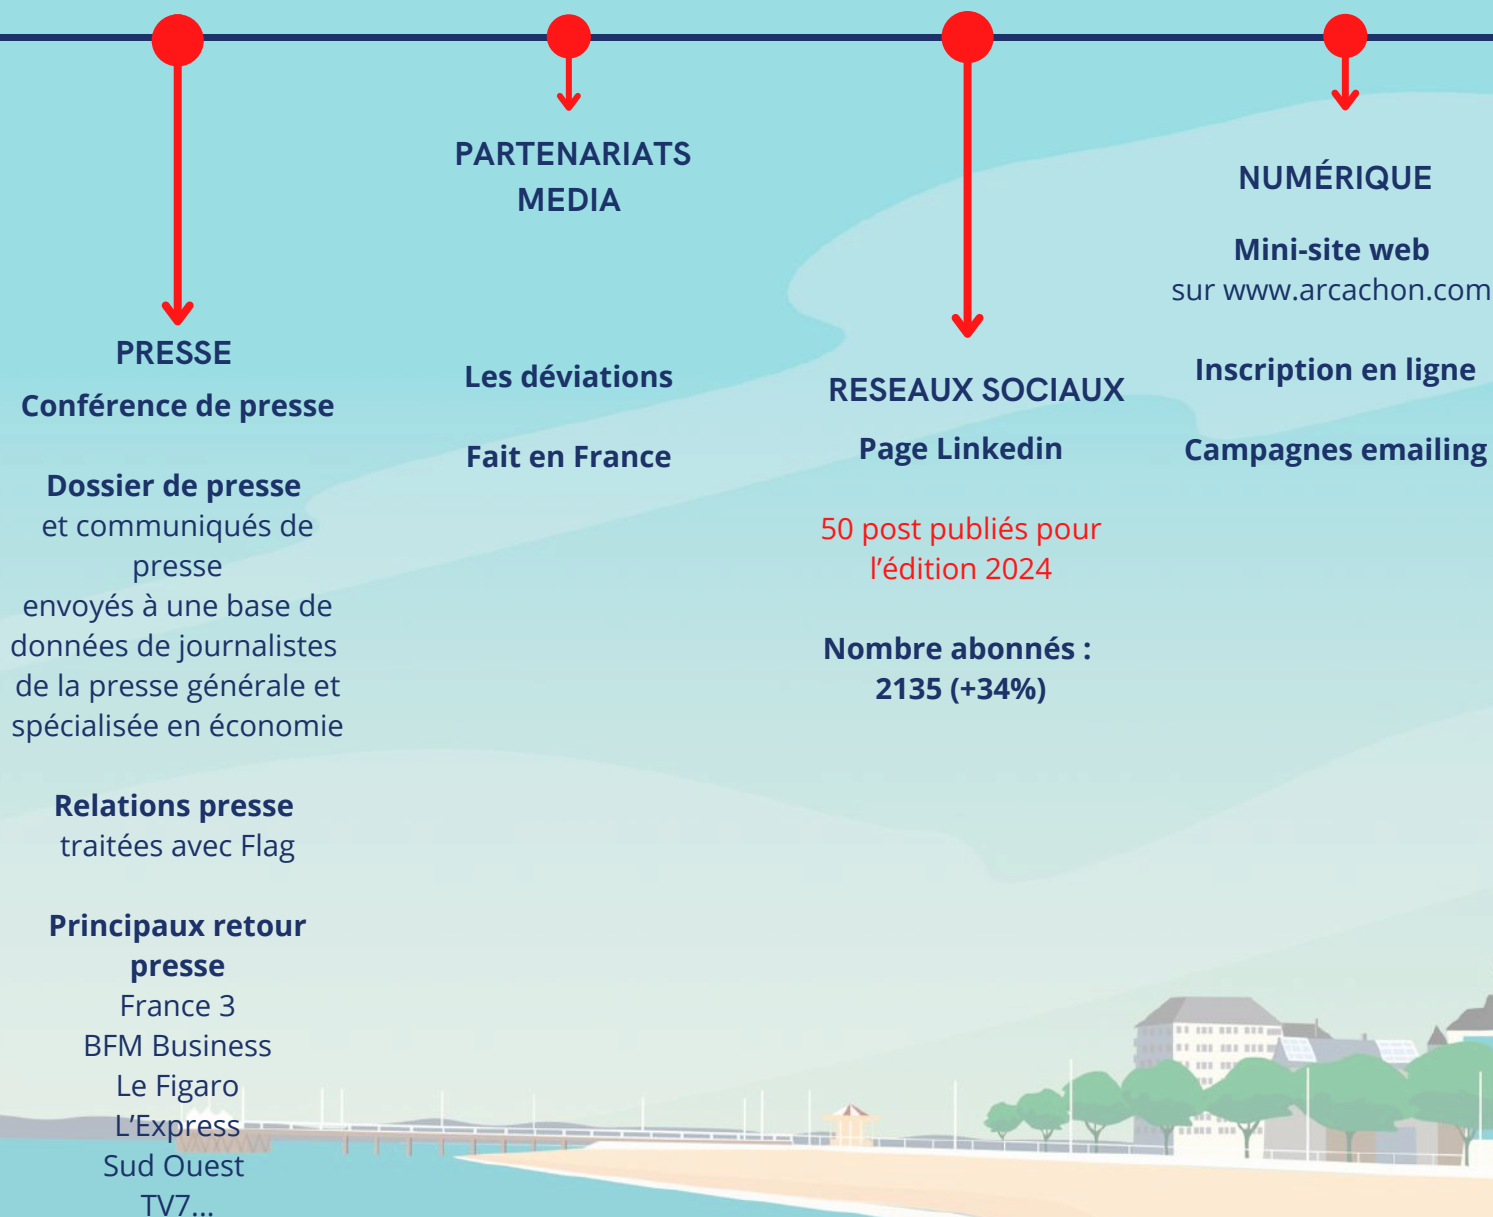 PRESSE
Conférence de presse
Dossier de presse
et communiqués de
presse
envoyés à une base de
données de journalistes
de la presse générale et
spécialisée en économie
Relations presse
traitées avec Flag
Principaux retour
presse
France 3
BFM Business
Le Figaro
L’Express
Sud Ouest
TV7...
PARTENARIATS
MEDIA
Les déviations
Fait en France
RESEAUX SOCIAUX
Page Linkedin
50 post publiés pour
l’édition 2024
Nombre abonnés :
2135 (+34%)
NUMÉRIQUE
Mini-site web
sur www.arcachon.com
Inscription en ligne
Campagnes emailing